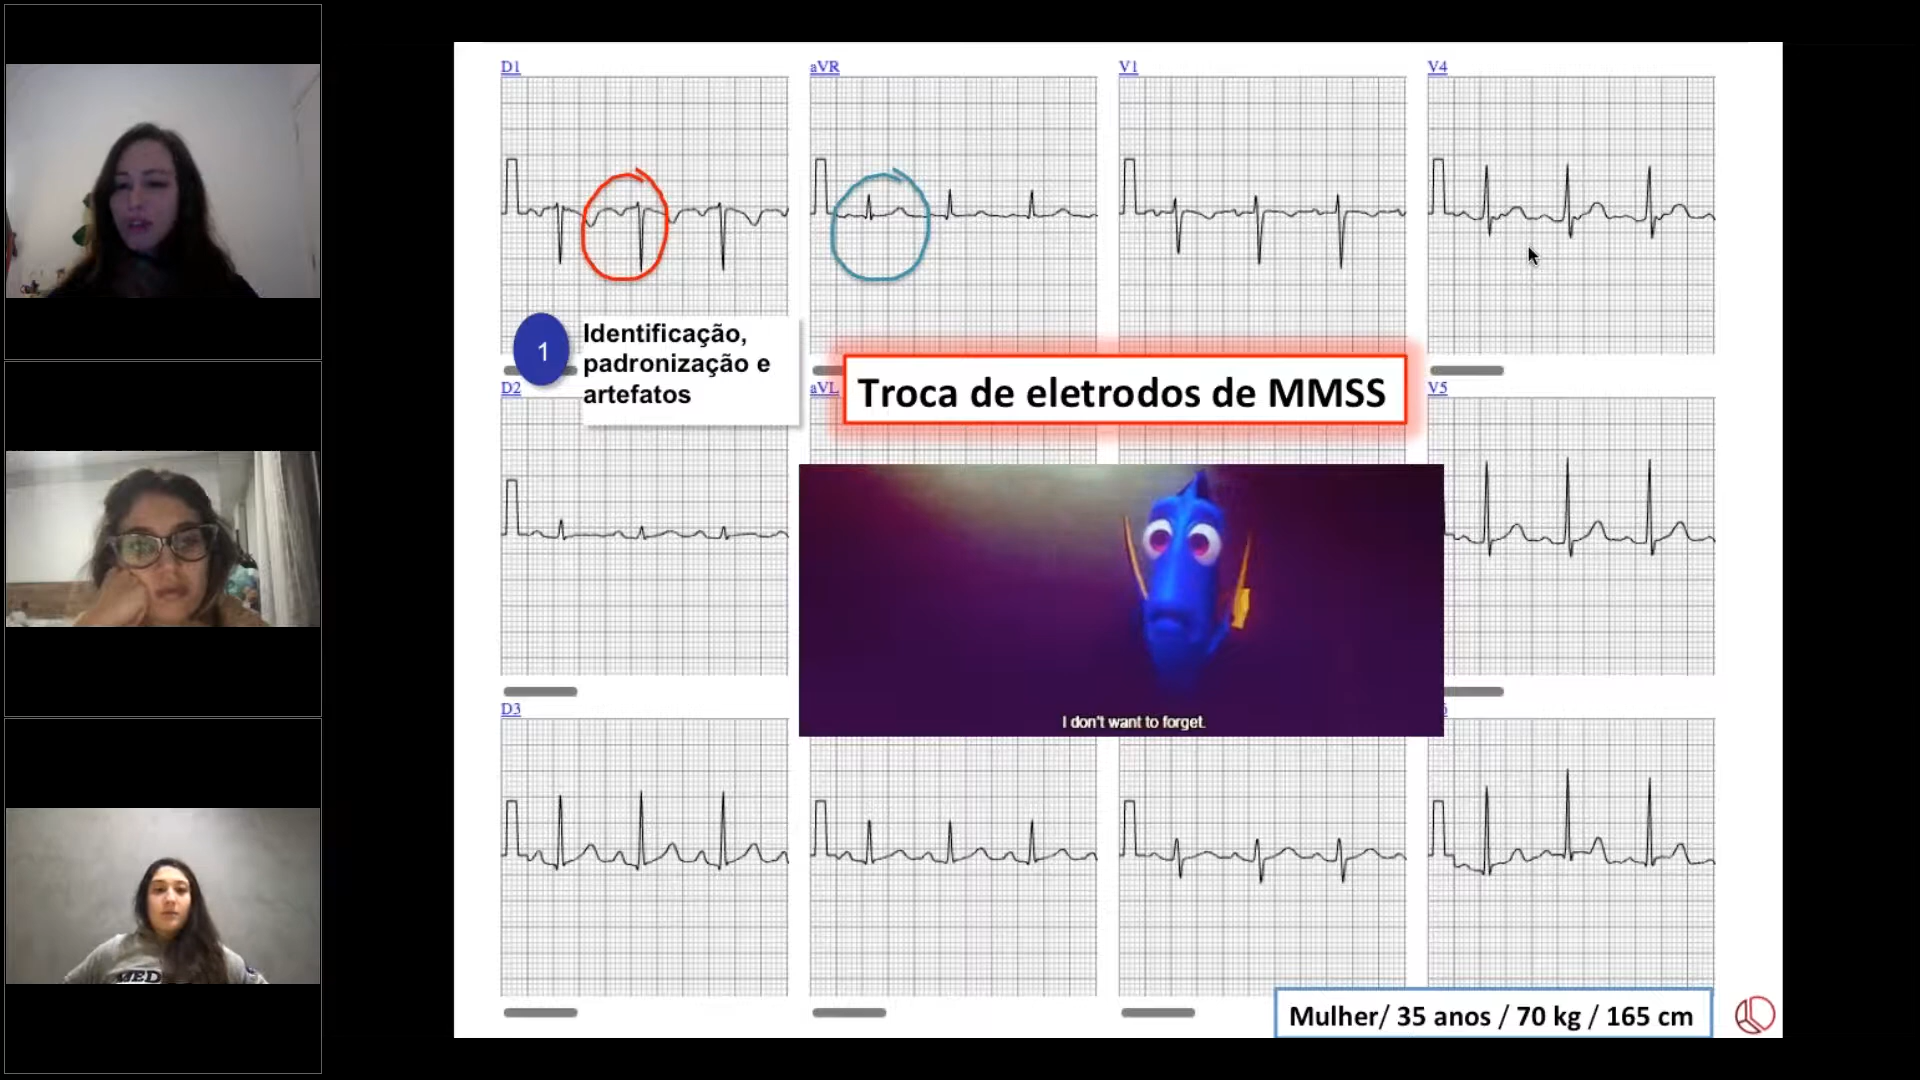 D1
aVR
V1
V4
1
Identificação,
padronização e
artefatos
Troca de eletrodos de MMSS
D2
aVL
V5
I don't want to forget.
D3
MED
Mulher/ 35 anos / 70 kg / 165 cm